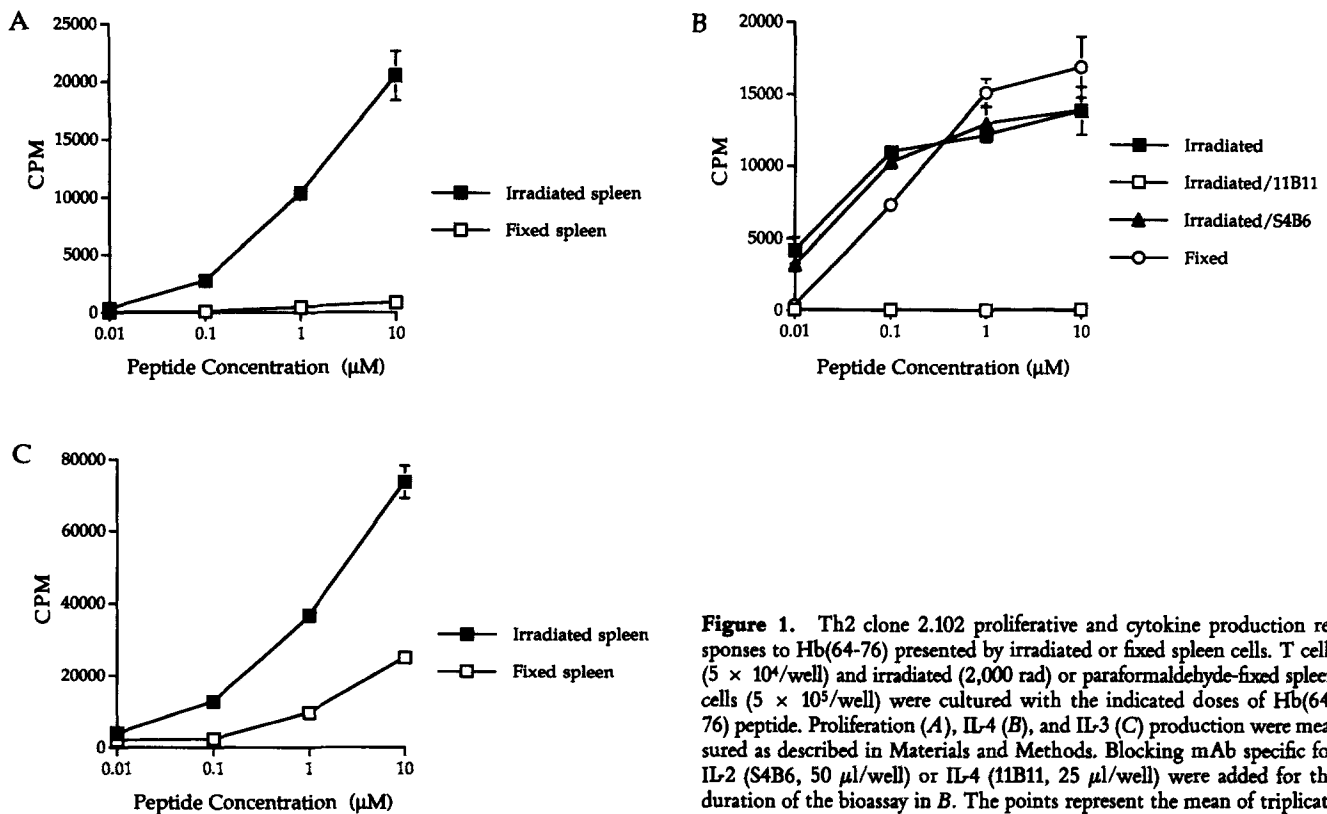 A
25000
20000
15000
10000
5000
0
CPM
0.01
0.1
1
10
Peptide Concentration (μM)
Irradiated spleen
Fixed spleen
B
20000
15000
10000
5000
0
CPM
0.01
0.1
1
10
Peptide Concentration (μM)
Irradiated
Irradiated/11B11
Irradiated/S4B6
Fixed
C
80000
60000
40000
20000
0
CPM
0.01
0.1
1
10
Peptide Concentration (μM)
Irradiated spleen
Fixed spleen
Figure 1. Th2 clone 2.102 proliferative and cytokine production re-
sponses to Hb(64-76) presented by irradiated or fixed spleen cells. T cell
(5 × 10⁴/well) and irradiated (2,000 rad) or paraformaldehyde-fixed splee
cells (5 × 10⁵/well) were cultured with the indicated doses of Hb(64
76) peptide. Proliferation (A), IL-4 (B), and IL-3 (C) production were mea
sured as described in Materials and Methods. Blocking mAb specific fo
IL-2 (S4B6, 50 μl/well) or IL-4 (11B11, 25 μl/well) were added for th
duration of the bioassay in B. The points represent the mean of triplicat